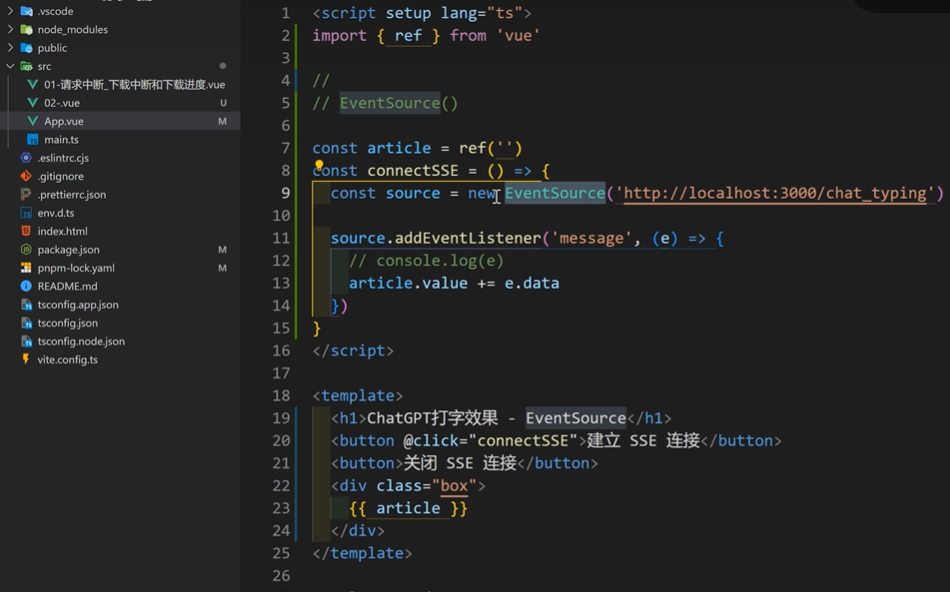 .vscode
node_modules
public
src
01-请求中断_下载中断和下载进度.vue
02-.vue U
App.vue M
main.ts
.eslintrc.cjs
.gitignore
.prettierrc.json
env.d.ts
index.html
package.json M
pnpm-lock.yaml M
README.md
tsconfig.app.json
tsconfig.json
tsconfig.node.json
vite.config.ts
1 <script setup lang="ts">
2 import { ref } from 'vue'
3
4 //
5 // EventSource()
6
7 const article = ref('')
8 const connectSSE = () => {
9 const source = new EventSource('http://localhost:3000/chat_typing')
10
11 source.addEventListener('message', (e) => {
12 // console.log(e)
13 article.value += e.data
14 })
15 }
16 </script>
17
18 <template>
19 <h1>ChatGPT打字效果 - EventSource</h1>
20 <button @click="connectSSE">建立 SSE 连接</button>
21 <button>关闭 SSE 连接</button>
22 <div class="box">
23 {{ article }}
24 </div>
25 </template>
26